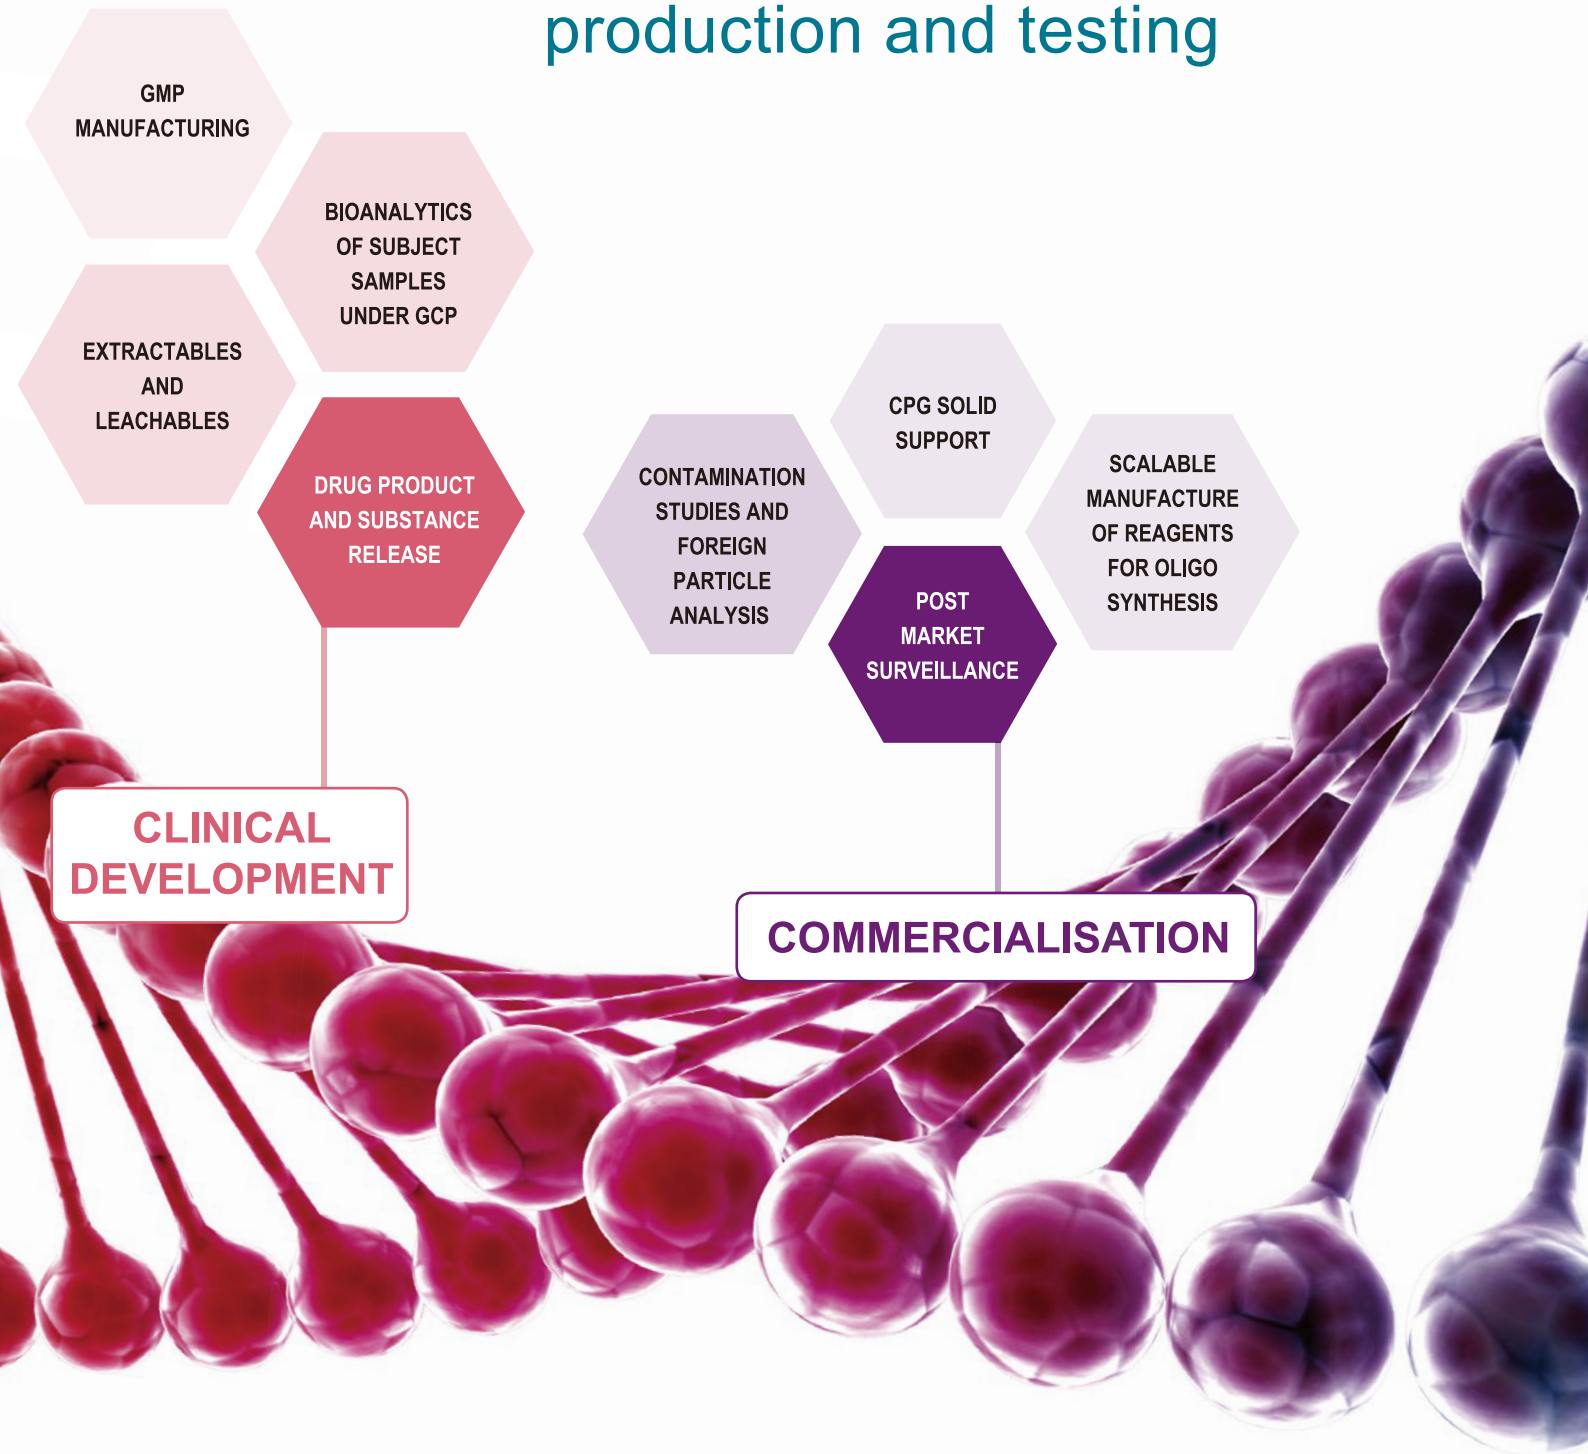 production and testing
GMP
MANUFACTURING
BIOANALYTICS
OF SUBJECT
SAMPLES
UNDER GCP
EXTRACTABLES
AND
LEACHABLES
DRUG PRODUCT
AND SUBSTANCE
RELEASE
CLINICAL
DEVELOPMENT
CONTAMINATION
STUDIES AND
FOREIGN
PARTICLE
ANALYSIS
CPG SOLID
SUPPORT
SCALABLE
MANUFACTURE
OF REAGENTS
FOR OLIGO
SYNTHESIS
POST
MARKET
SURVEILLANCE
COMMERCIALISATION